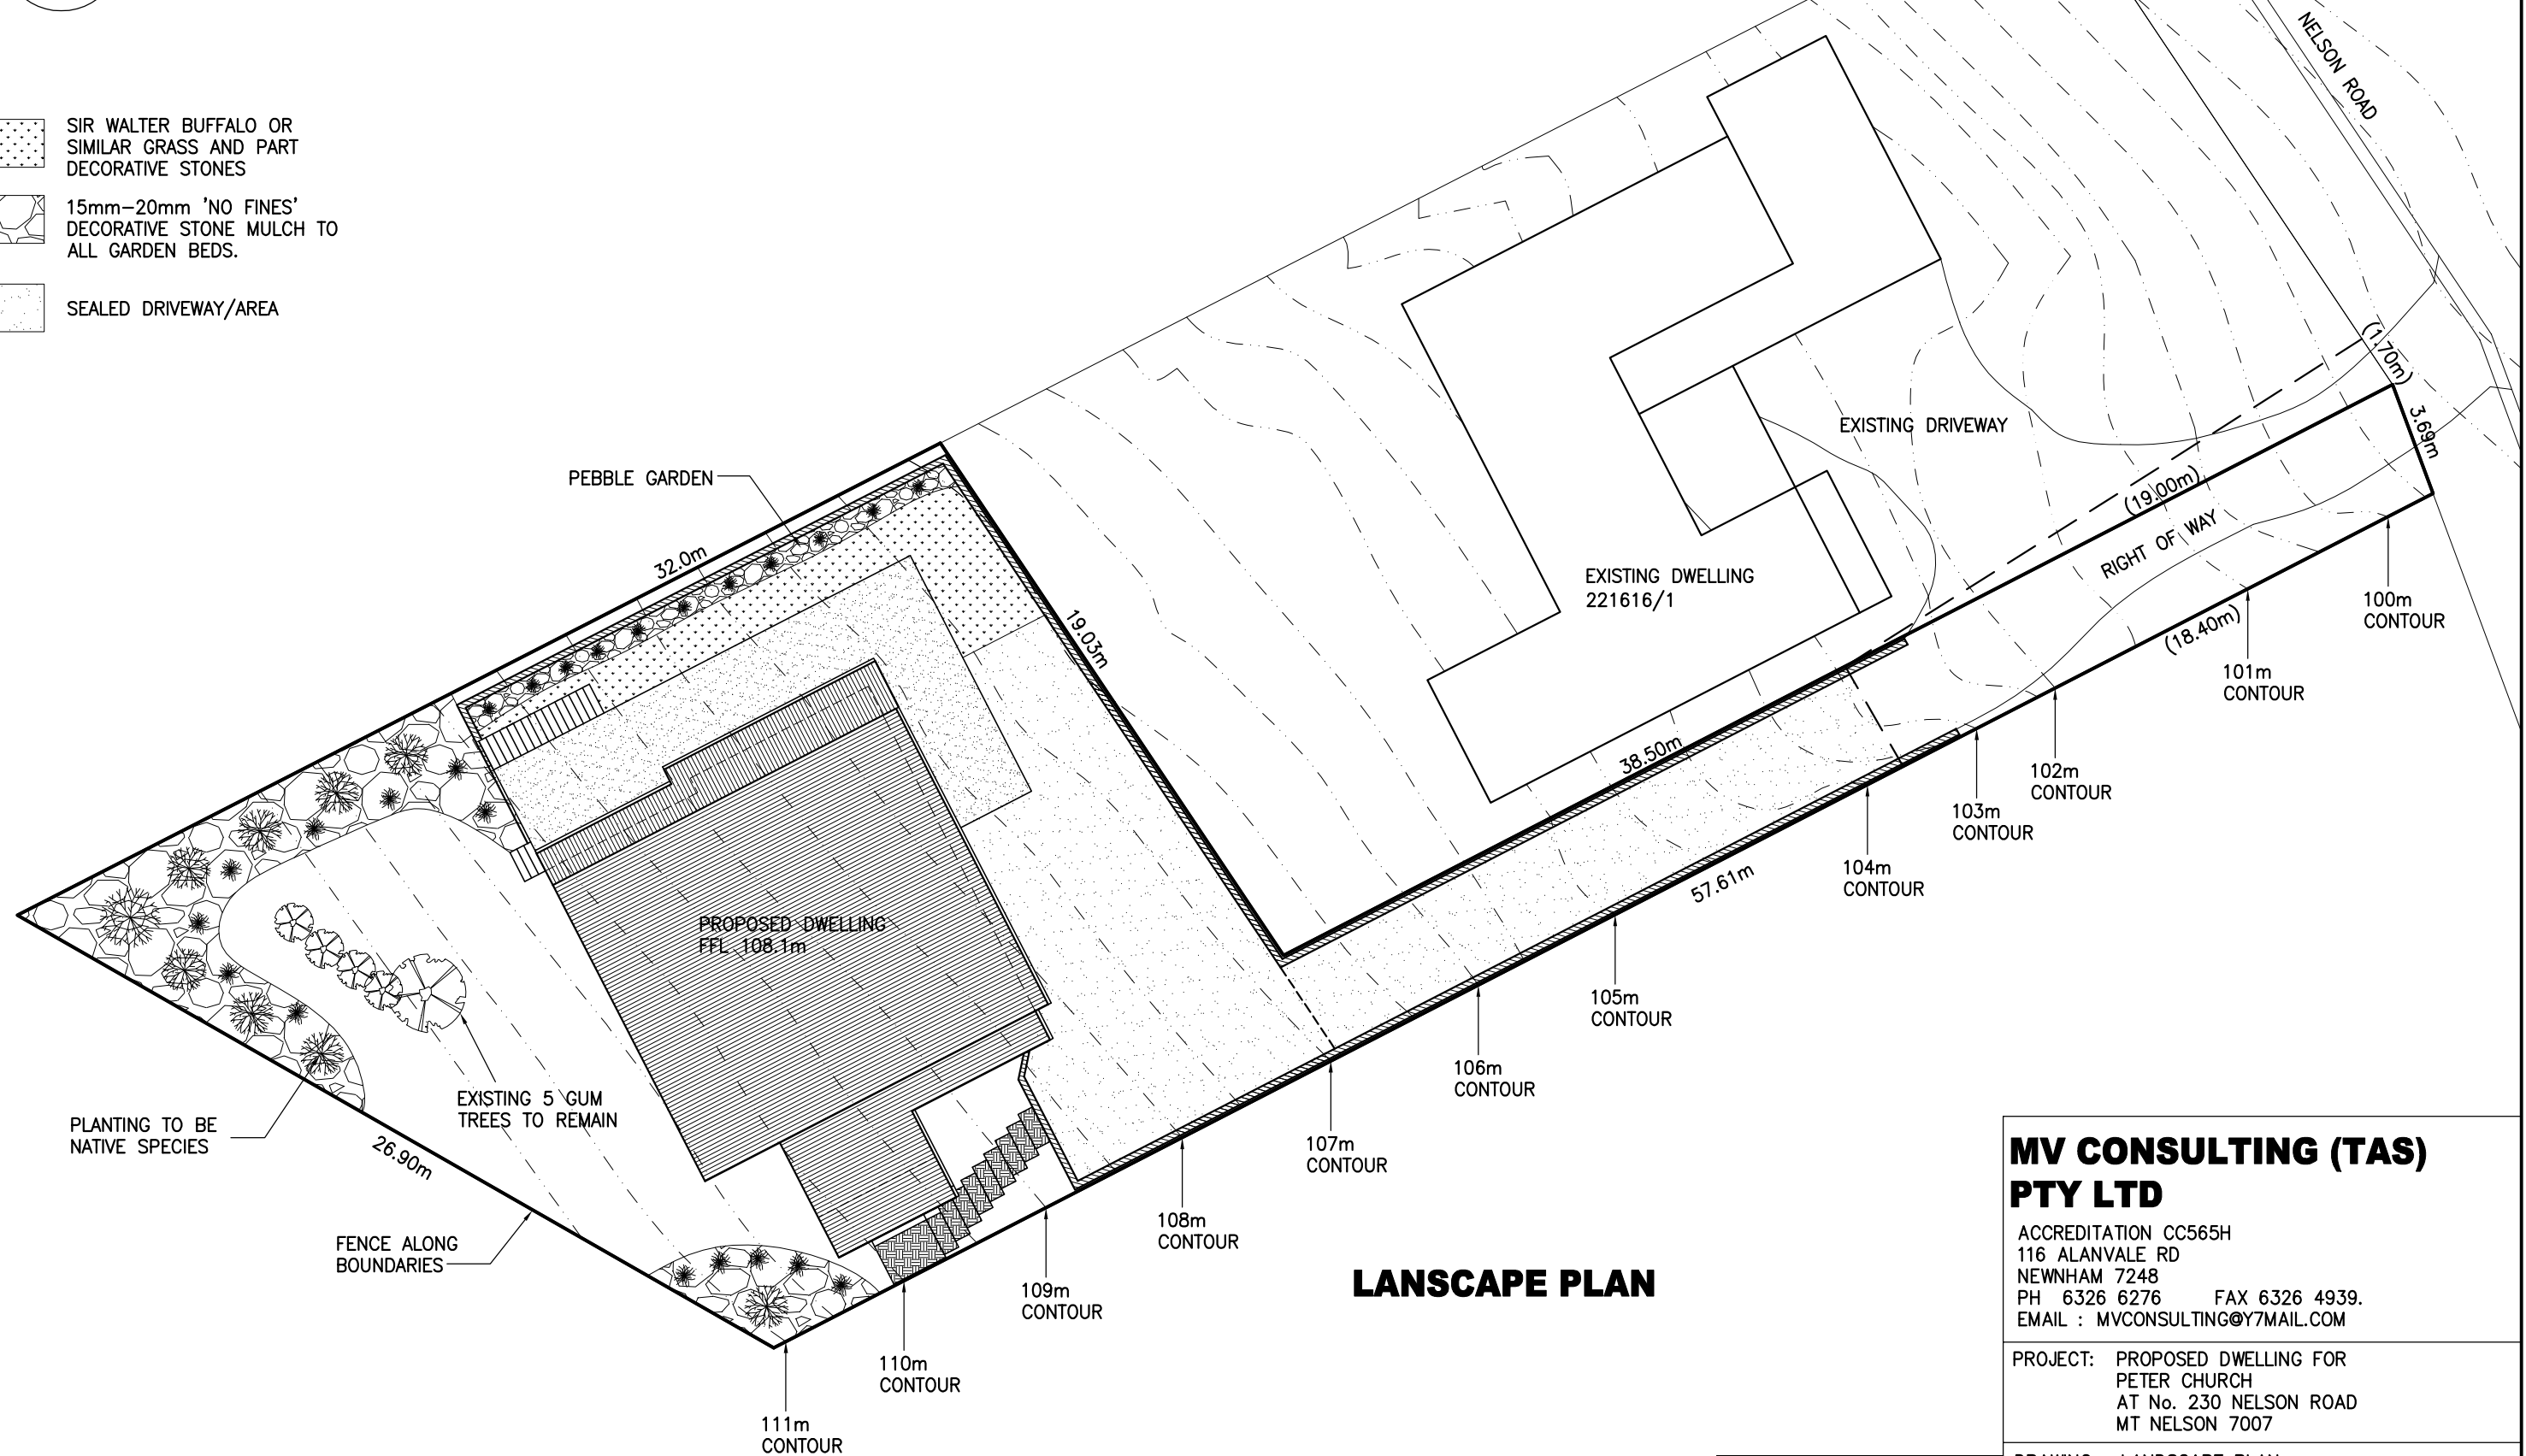 NELSON ROAD
SIR WALTER BUFFALO OR
SIMILAR GRASS AND PART
DECORATIVE STONES
15mm-20mm 'NO FINES'
DECORATIVE STONE MULCH TO
ALL GARDEN BEDS.
SEALED DRIVEWAY/AREA
(1.70m)
3.69m
EXISTING DRIVEWAY
PEBBLE GARDEN
(19.00m)
RIGHT OF WAY
32.0m
EXISTING DWELLING
221616/1
19.03m
100m
CONTOUR
(18.40m)
101m
CONTOUR
38.50m
102m
CONTOUR
103m
CONTOUR
104m
CONTOUR
57.61m
PROPOSED DWELLING
FFL 108.1m
105m
CONTOUR
106m
CONTOUR
EXISTING 5 GUM
TREES TO REMAIN
PLANTING TO BE
NATIVE SPECIES
26.90m
107m
CONTOUR
108m
CONTOUR
FENCE ALONG
BOUNDARIES
109m
CONTOUR
110m
CONTOUR
111m
CONTOUR
LANSCAPE PLAN
MV CONSULTING (TAS)
PTY LTD
ACCREDITATION CC565H
116 ALANVALE RD
NEWNHAM 7248
PH 6326 6276 FAX 6326 4939.
EMAIL : MVCONSULTING@Y7MAIL.COM
PROJECT: PROPOSED DWELLING FOR
PETER CHURCH
AT No. 230 NELSON ROAD
MT NELSON 7007